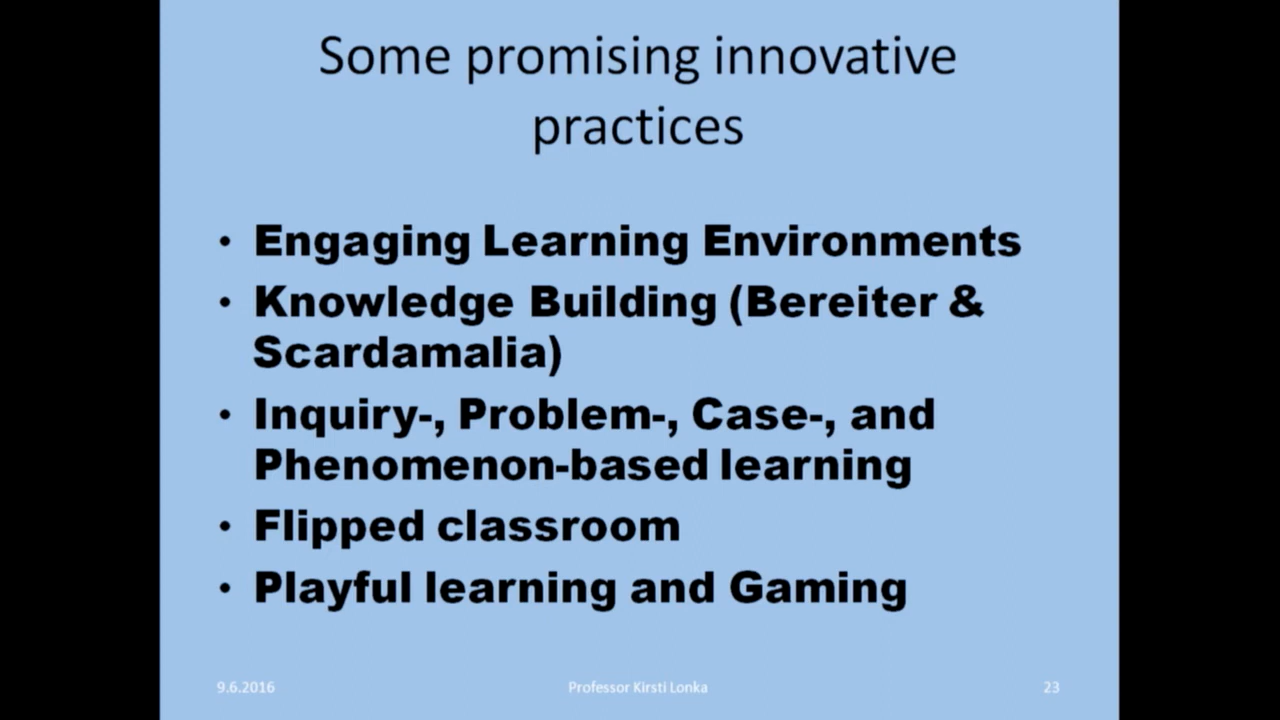 Some promising innovative
practices
• Engaging Learning Environments
• Knowledge Building (Bereiter &
Scardamalia)
• Inquiry-, Problem-, Case-, and
Phenomenon-based learning
• Flipped classroom
• Playful learning and Gaming
9.6.2016 Professor Kirsti Lonka 23